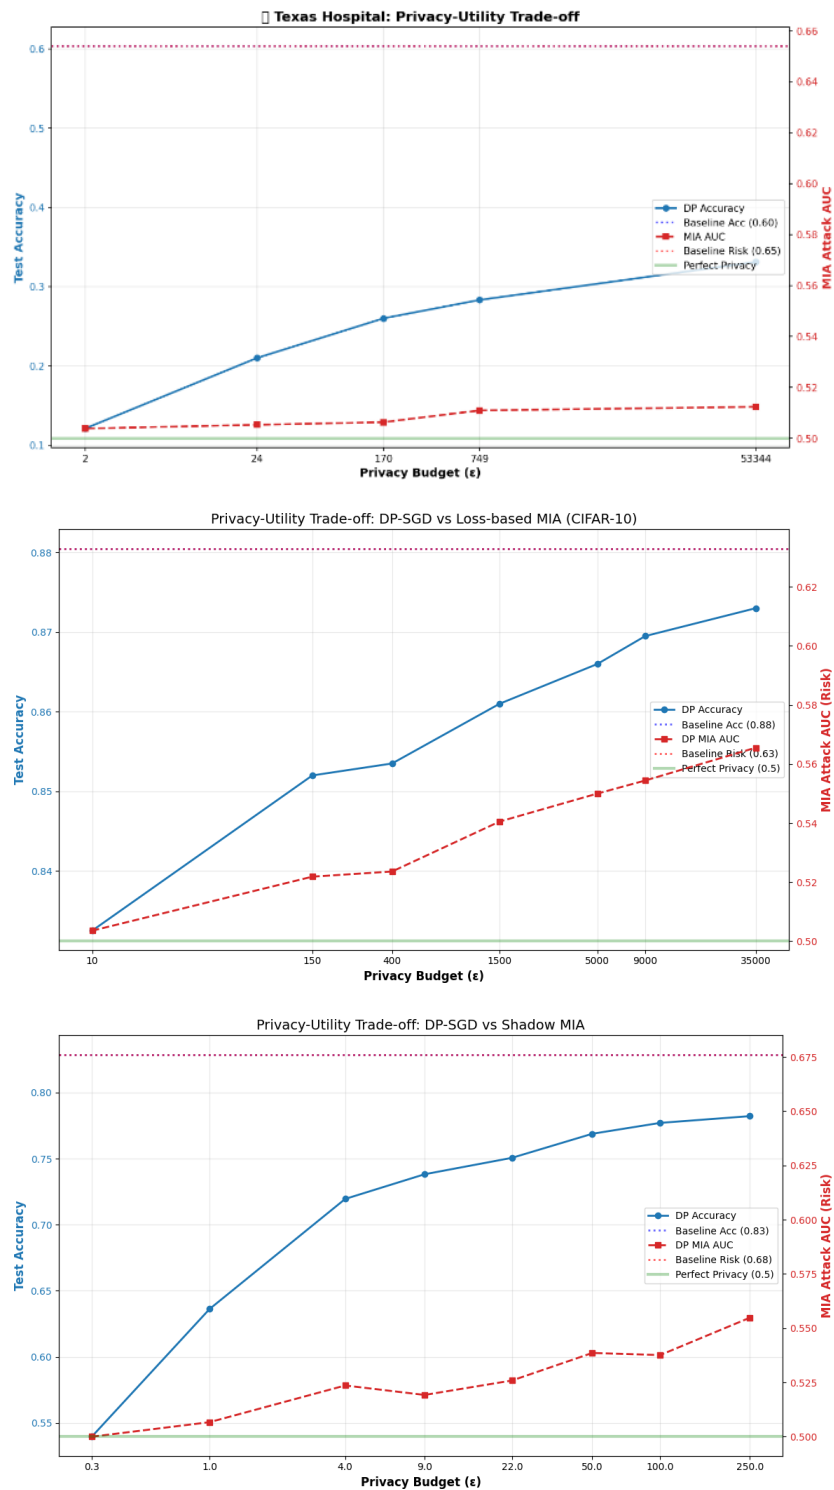 Texas Hospital: Privacy-Utility Trade-off
0.6
0.5
0.4
0.3
0.2
0.1
Test Accuracy
0.66
0.64
0.62
0.60
0.58
0.56
0.54
0.52
0.50
MIA Attack AUC
DP Accuracy
Baseline Acc (0.60)
MIA AUC
Baseline Risk (0.65)
Perfect Privacy
2
24
170
749
53344
Privacy Budget (ε)
Privacy-Utility Trade-off: DP-SGD vs Loss-based MIA (CIFAR-10)
0.88
0.87
0.86
0.85
0.84
Test Accuracy
0.62
0.60
0.58
0.56
0.54
0.52
0.50
MIA Attack AUC (Risk)
DP Accuracy
Baseline Acc (0.88)
DP MIA AUC
Baseline Risk (0.63)
Perfect Privacy (0.5)
10
150
400
1500
5000
9000
35000
Privacy Budget (ε)
Privacy-Utility Trade-off: DP-SGD vs Shadow MIA
0.80
0.75
0.70
0.65
0.60
0.55
Test Accuracy
0.675
0.650
0.625
0.600
0.575
0.550
0.525
0.500
MIA Attack AUC (Risk)
DP Accuracy
Baseline Acc (0.83)
DP MIA AUC
Baseline Risk (0.68)
Perfect Privacy (0.5)
0.3
1.0
4.0
9.0
22.0
50.0
100.0
250.0
Privacy Budget (ε)